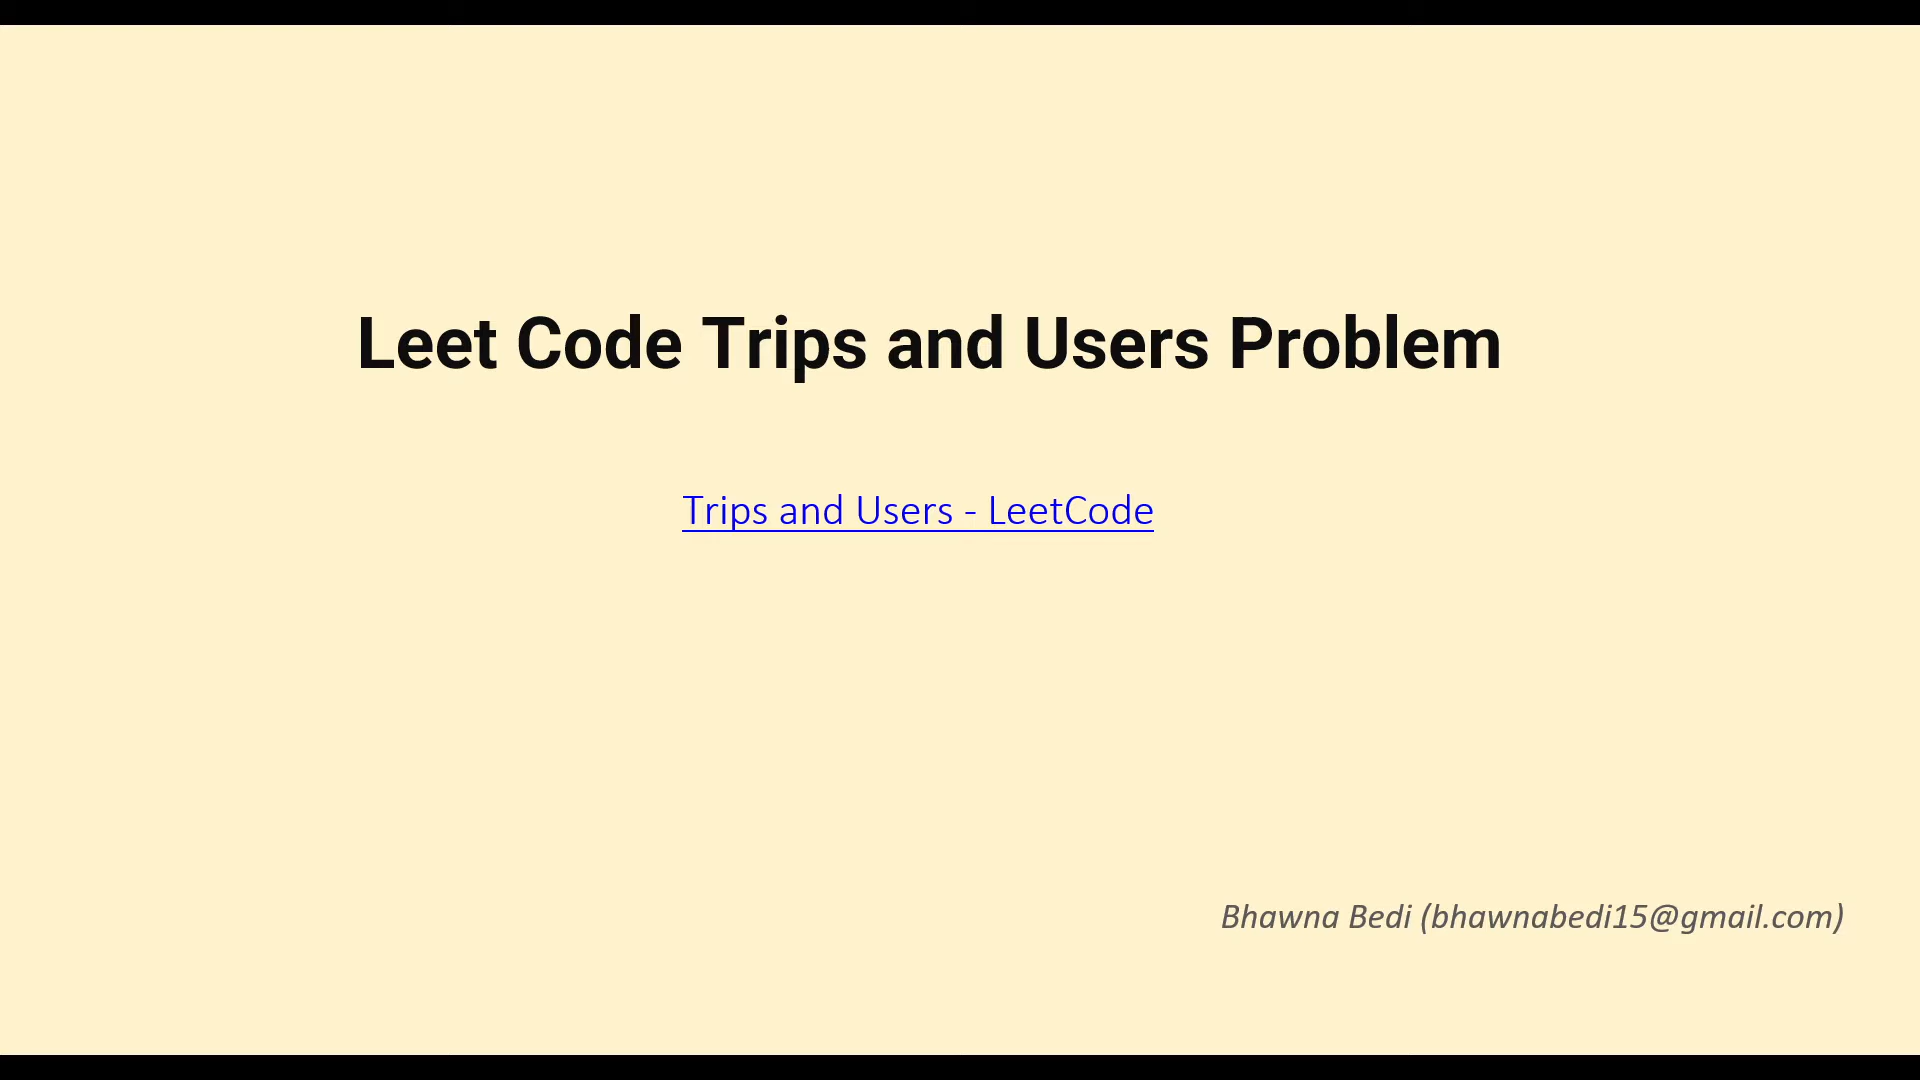 Leet Code Trips and Users Problem
Trips and Users - LeetCode
Bhawna Bedi (bhawnabedi15@gmail.com)